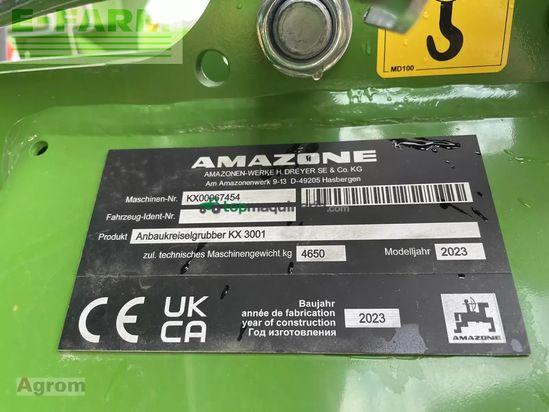 FARM
MD100
AMAZONE
AMAZONEN-WERKE H. DREYER SE & Co. KG
Am Amazonenwerk 9-13 D-49205 Hasbergen
Maschinen-Nr. KX00067454
Fahrzeug-Ident-Nr.
Produkt Anbaukreiselgrubber KX 3001
zul. technisches Maschinengewicht kg 4650 Modelljahr 2023
CE UK CA
Baujahr
année de fabrication
year of construction
Год изготовления
2023
AMAZONE
Agrom